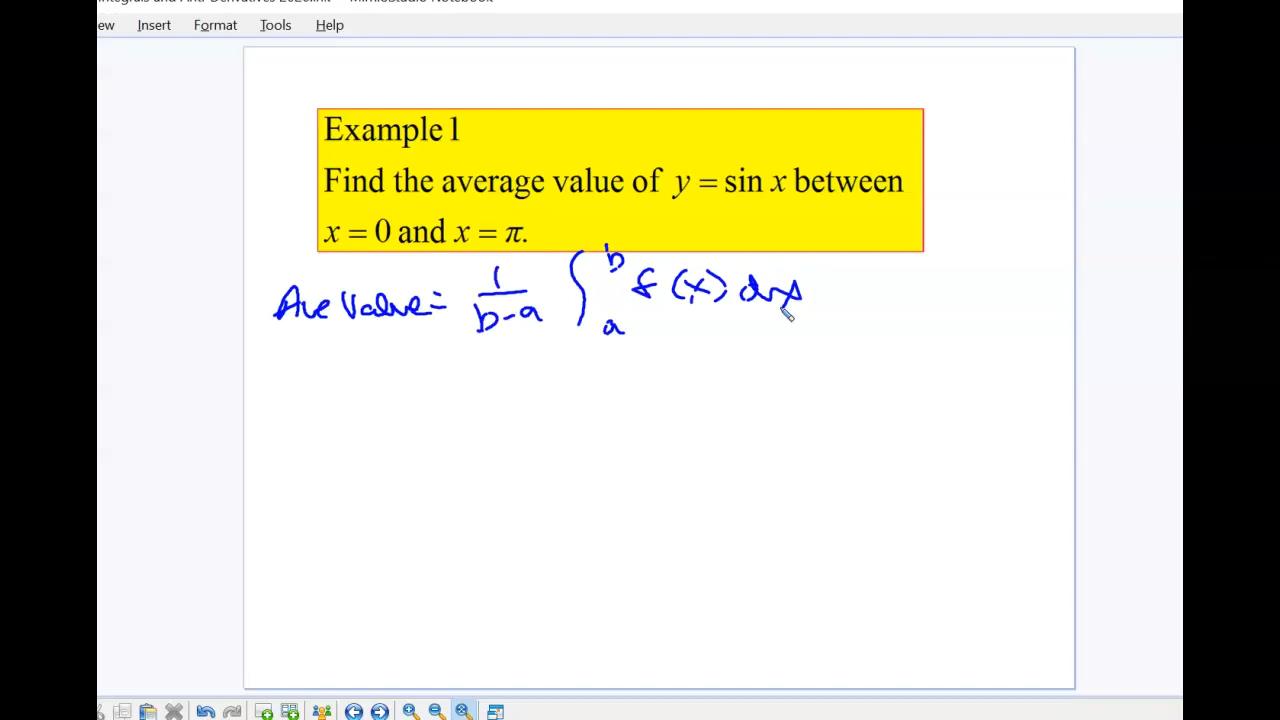 ew Insert Format Tools Help
Example 1
Find the average value of y = sin x between
x = 0 and x = π.
Ave Value = 1/(b-a) ∫_a^b f(x) dx